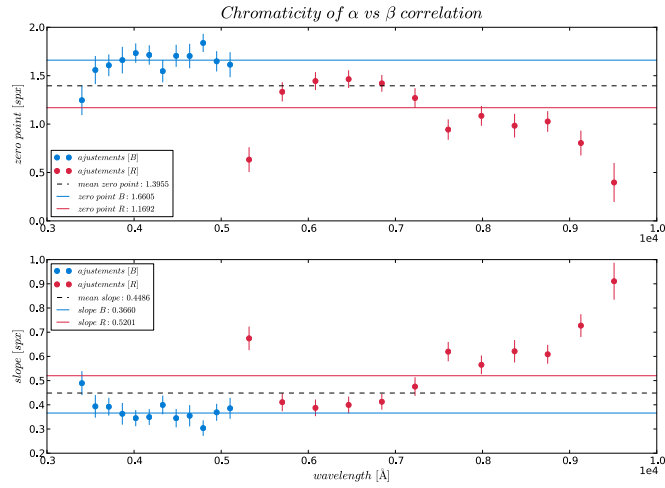 Chromaticity of α vs β correlation
2.0
1.5
1.0
0.5
0.0
zero point [spx]
ajustements [B]
ajustements [R]
mean zero point : 1.3955
zero point B : 1.6605
zero point R : 1.1692
0.3 0.4 0.5 0.6 0.7 0.8 0.9 1.0
1e4
1.0
0.9
0.8
0.7
0.6
0.5
0.4
0.3
0.2
slope [spx]
ajustements [B]
ajustements [R]
mean slope : 0.4486
slope B : 0.3660
slope R : 0.5201
0.3 0.4 0.5 0.6 0.7 0.8 0.9 1.0
wavelength [Å]
1e4